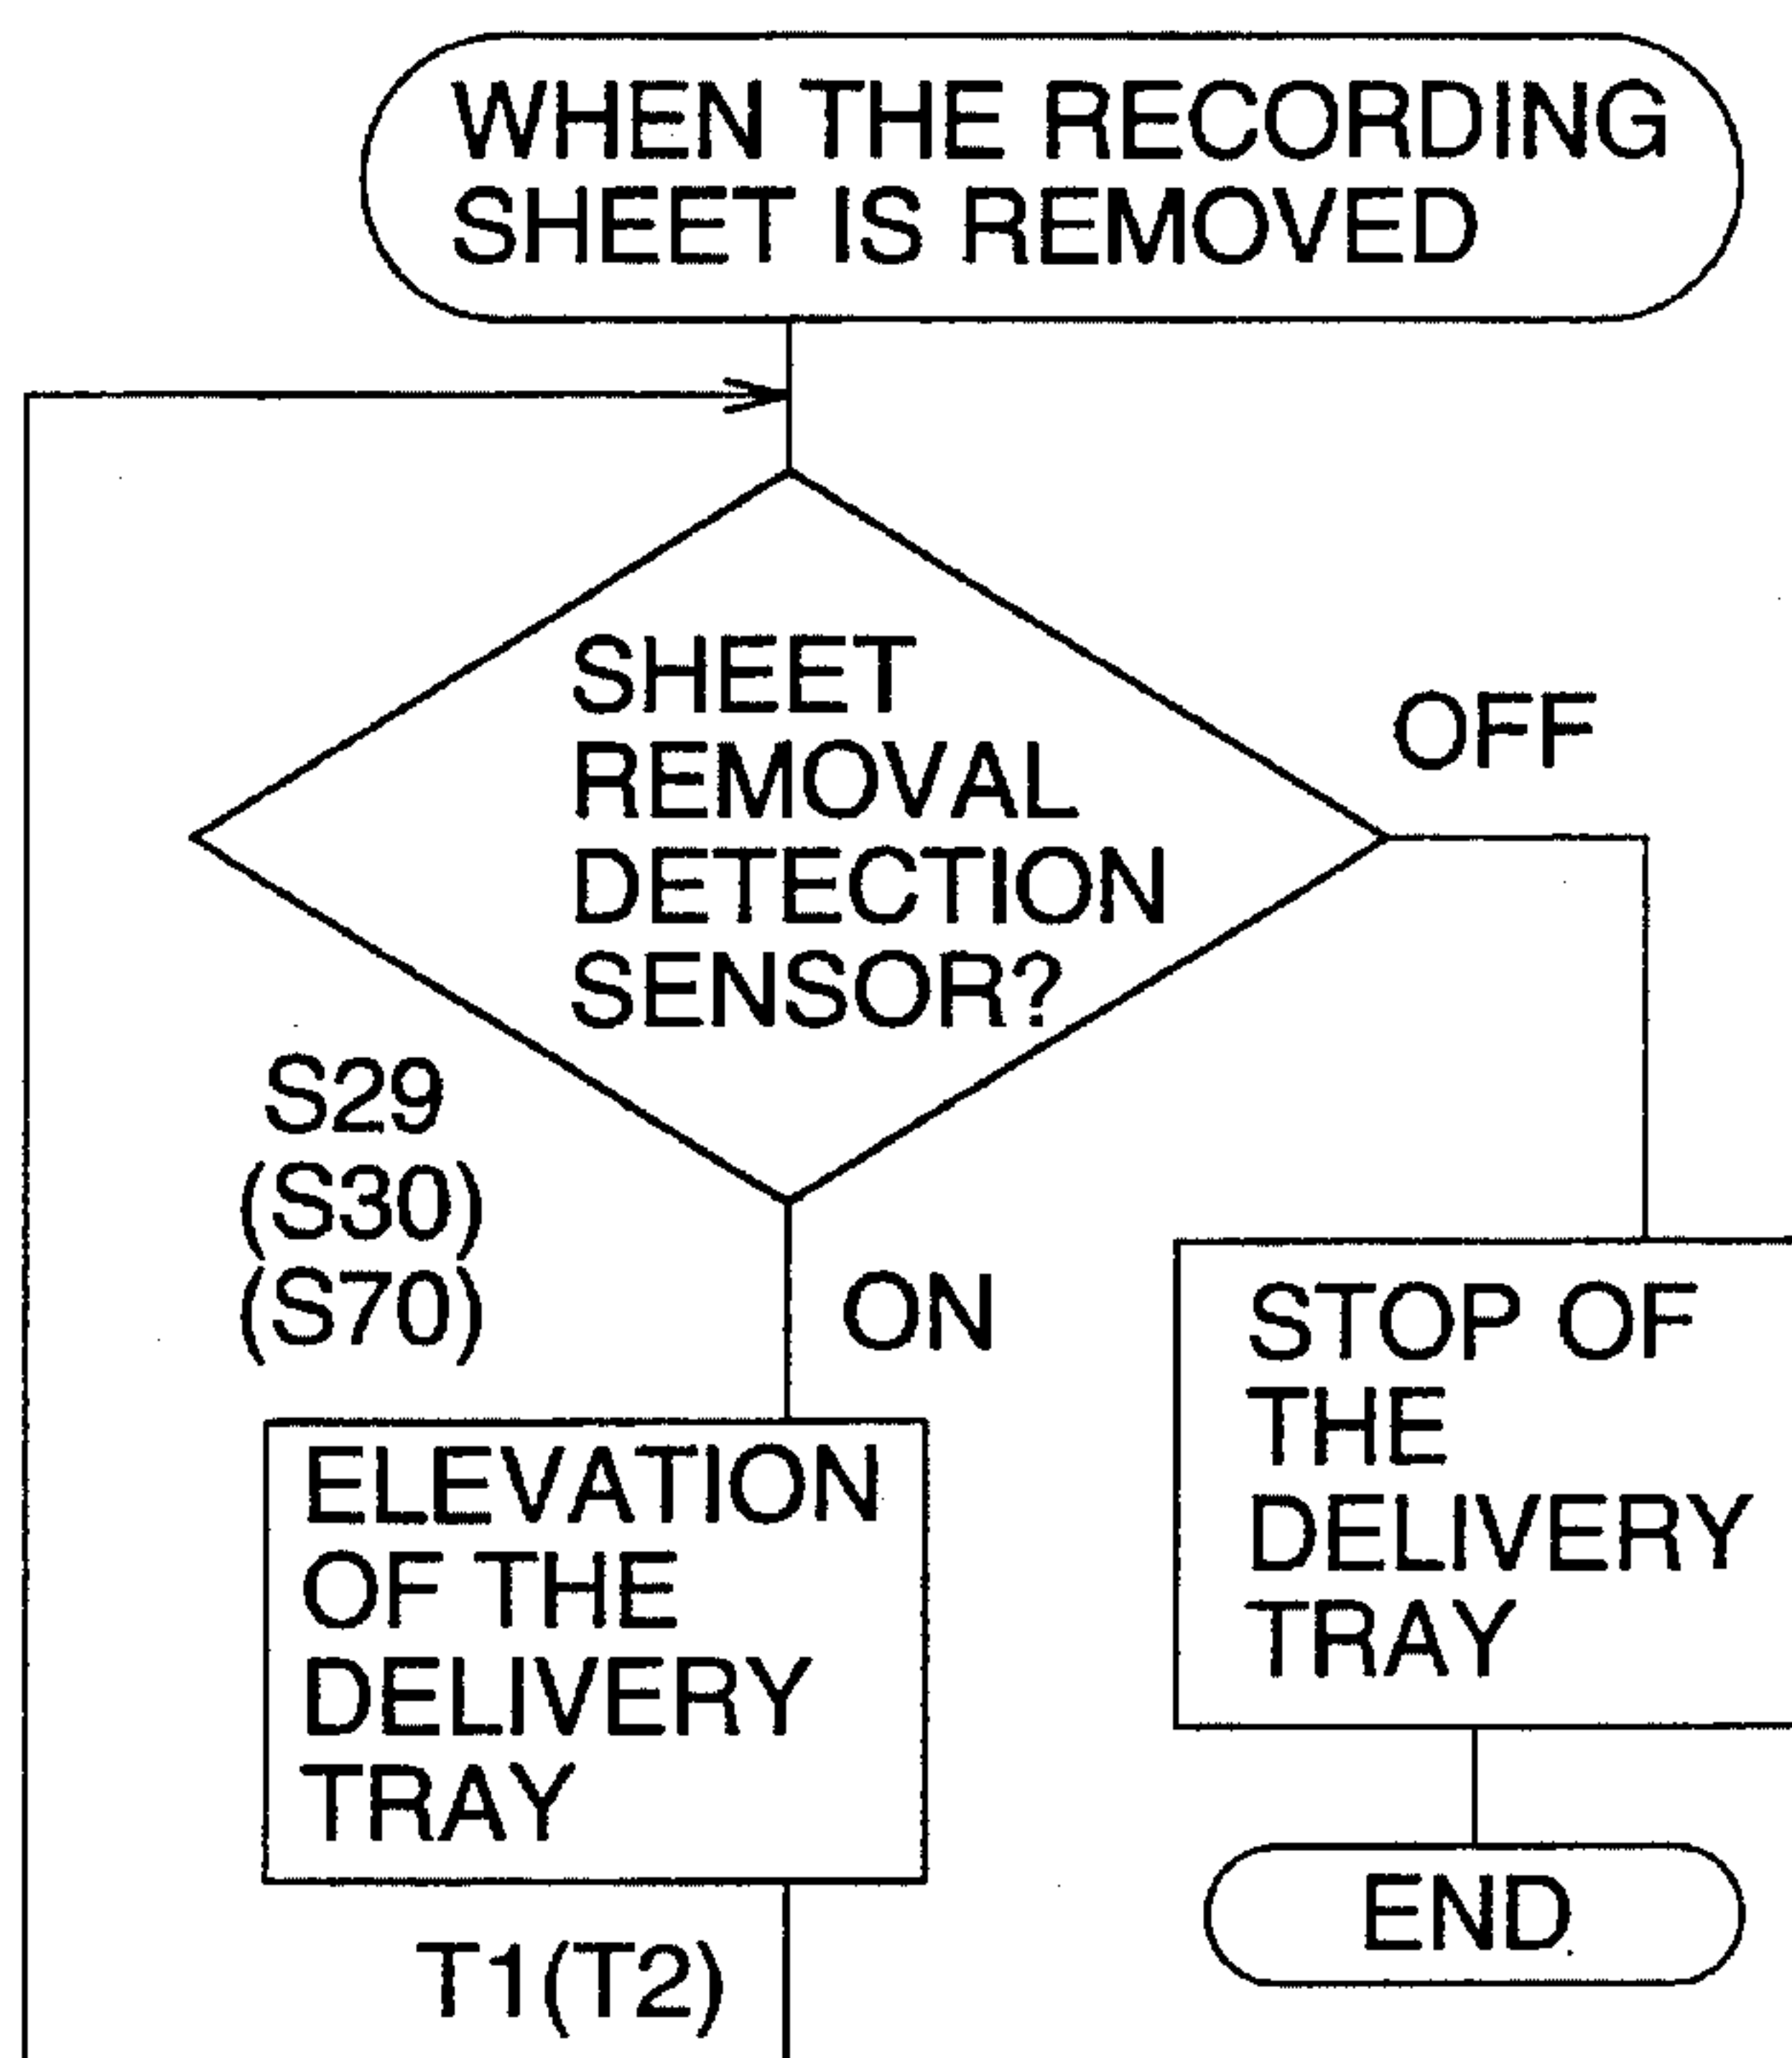 WHEN THE RECORDING
SHEET IS REMOVED
SHEET
REMOVAL
DETECTION
SENSOR?
OFF
S29
(S30)
(S70)
ON
STOP OF
THE
DELIVERY
TRAY
ELEVATION
OF THE
DELIVERY
TRAY
END
T1(T2)